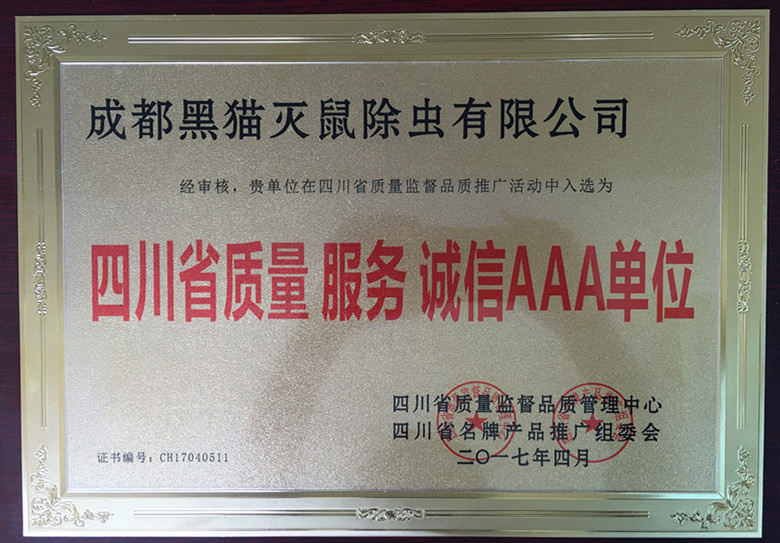 成都黑猫灭鼠除虫有限公司
经审核，贵单位在四川省质量监督品质推广活动中入选为
四川省质量 服务 诚信AAA单位
四川省质量监督品质管理中心
四川省名牌产品推广组委会
二〇一七年四月
证书编号：CH17040511